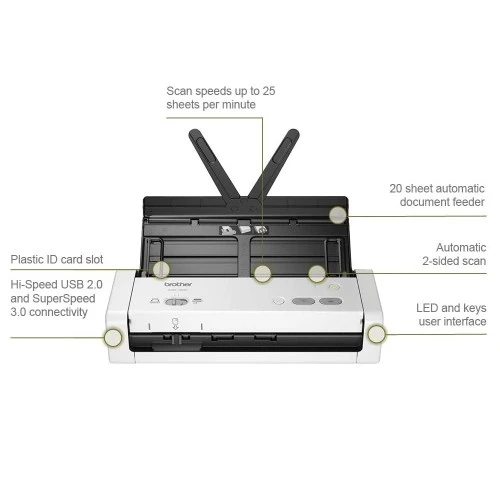 Scan speeds up to 25
sheets per minute
20 sheet automatic
document feeder
Plastic ID card slot
Automatic
2-sided scan
Hi-Speed USB 2.0
and SuperSpeed
3.0 connectivity
brother
LED and keys
user interface